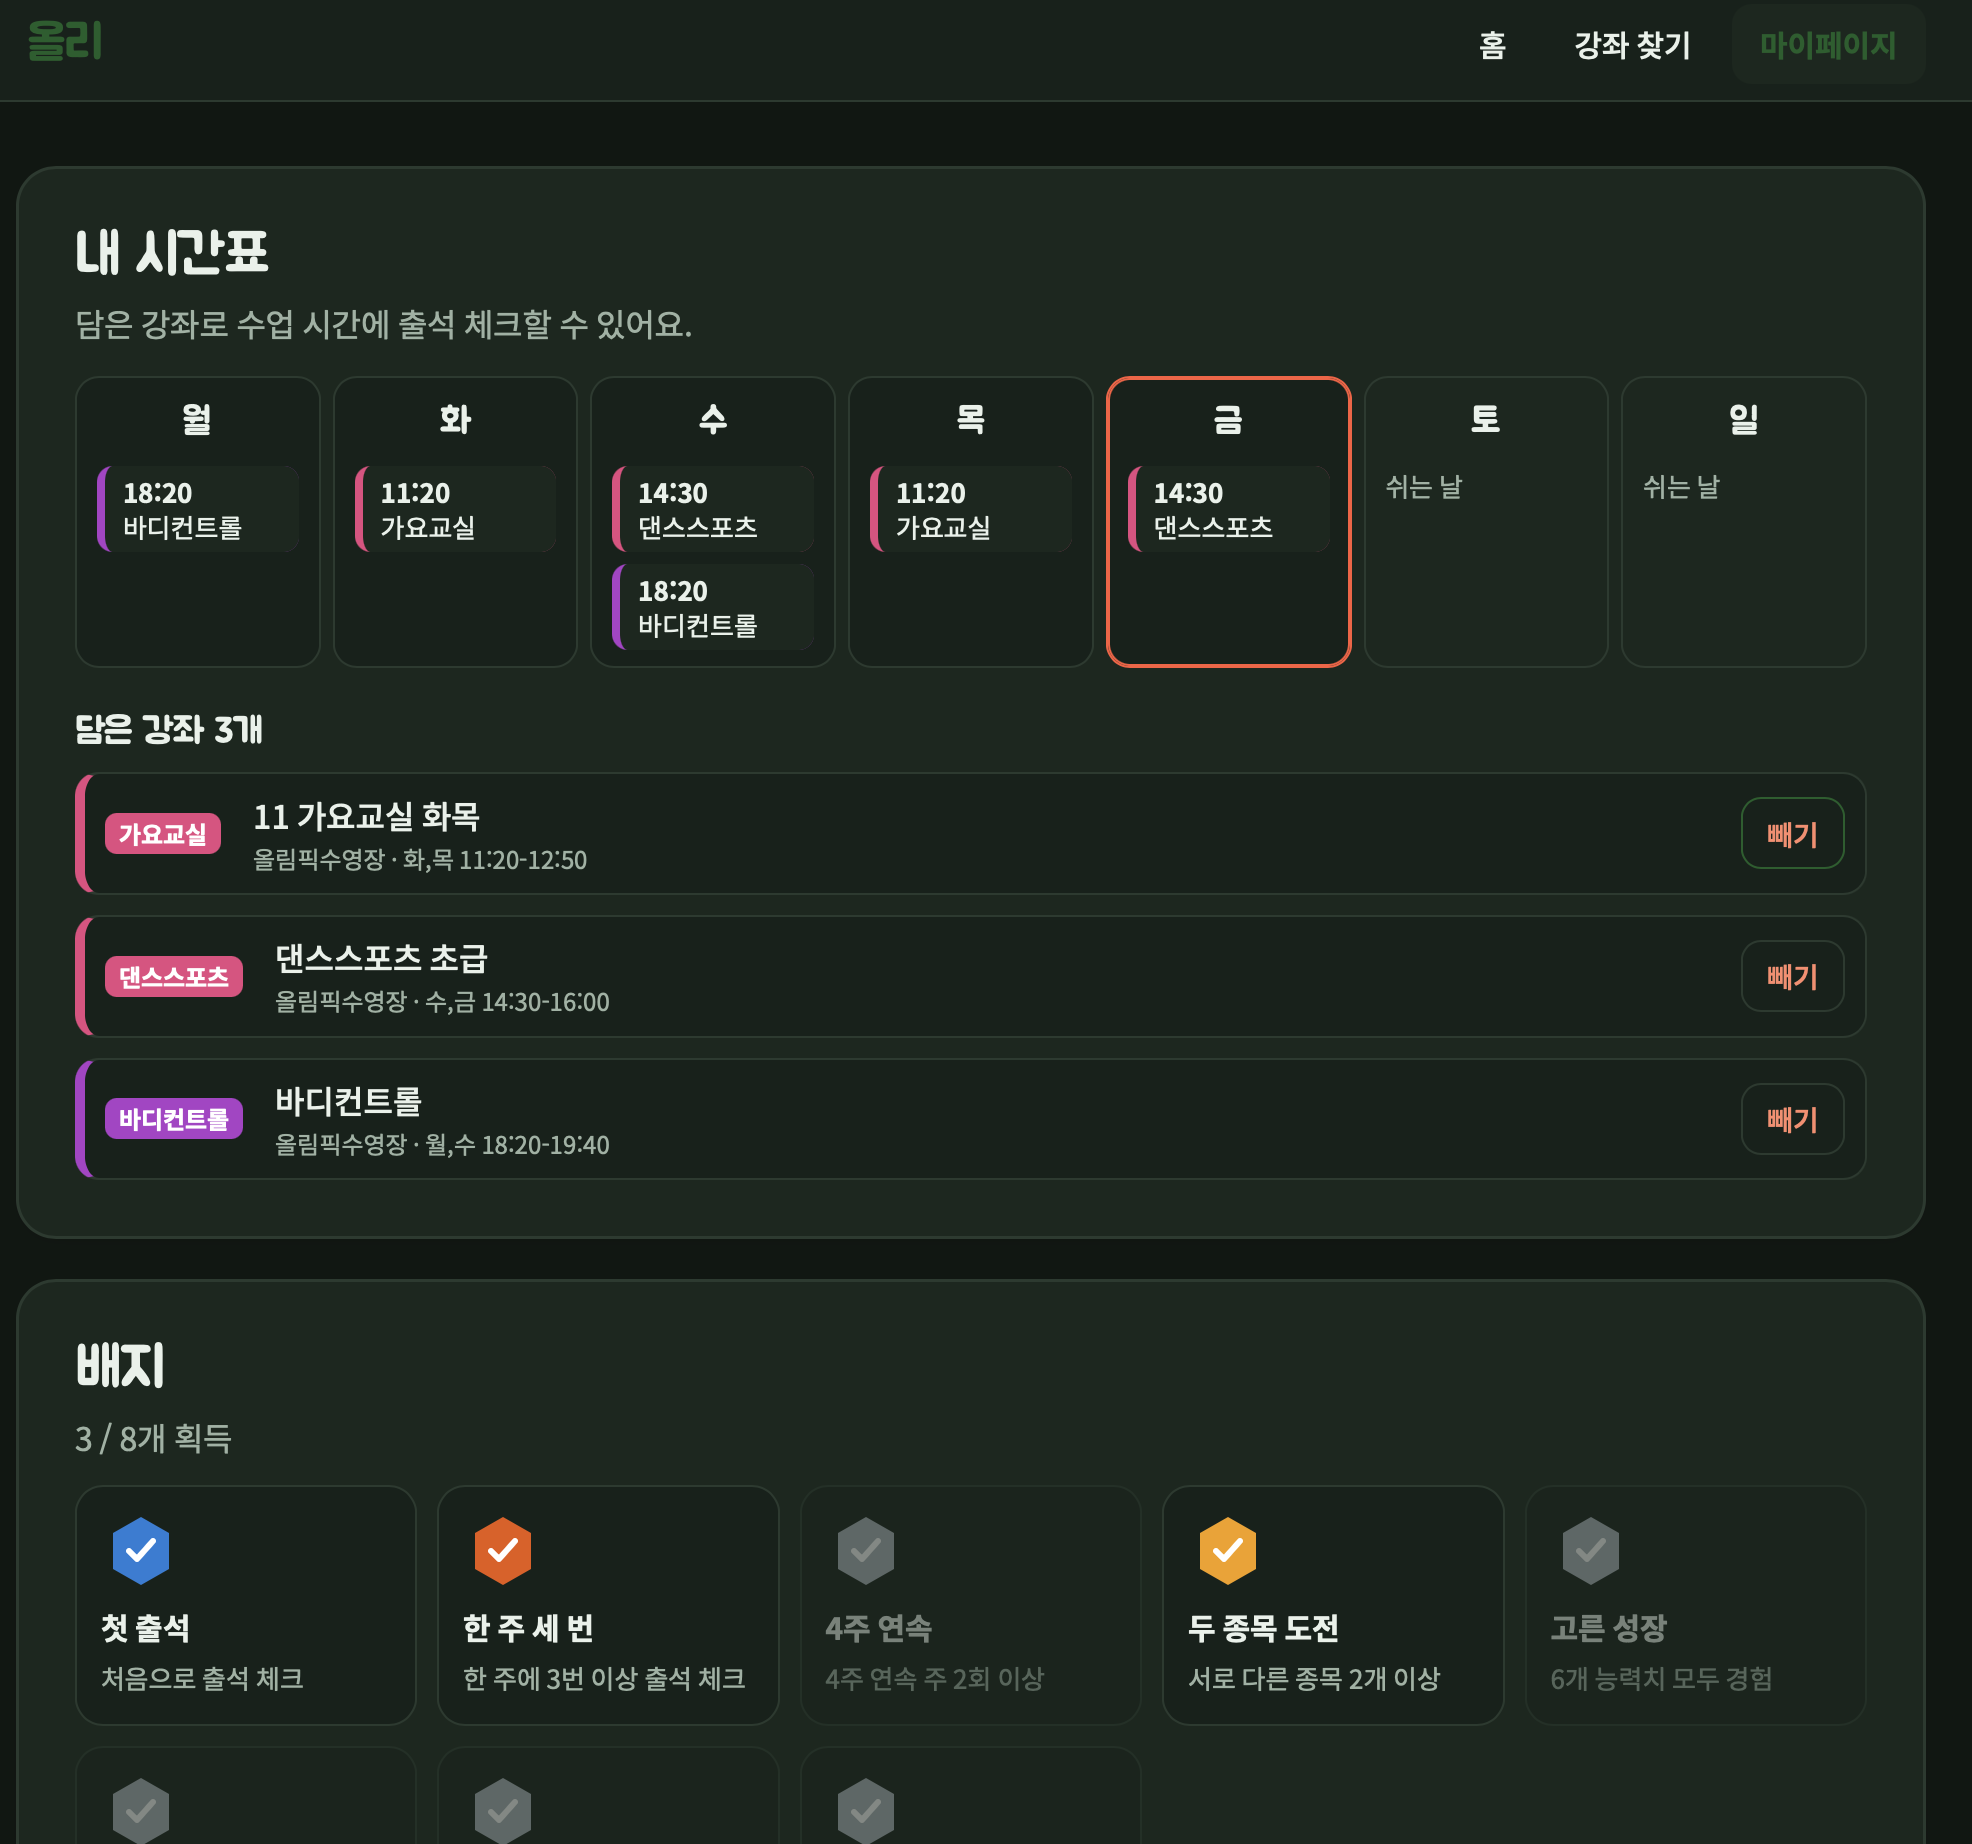 올리
홈
강좌 찾기
마이페이지
내 시간표
담은 강좌로 수업 시간에 출석 체크할 수 있어요.
월
18:20
바디컨트롤
화
11:20
가요교실
수
14:30
댄스스포츠
18:20
바디컨트롤
목
11:20
가요교실
금
14:30
댄스스포츠
토
쉬는 날
일
쉬는 날
담은 강좌 3개
가요교실
11 가요교실 화목
올림픽수영장 · 화,목 11:20-12:50
빼기
댄스스포츠
댄스스포츠 초급
올림픽수영장 · 수,금 14:30-16:00
빼기
바디컨트롤
바디컨트롤
올림픽수영장 · 월,수 18:20-19:40
빼기
배지
3 / 8개 획득
첫 출석
처음으로 출석 체크
한 주 세 번
한 주에 3번 이상 출석 체크
4주 연속
4주 연속 주 2회 이상
두 종목 도전
서로 다른 종목 2개 이상
고른 성장
6개 능력치 모두 경험